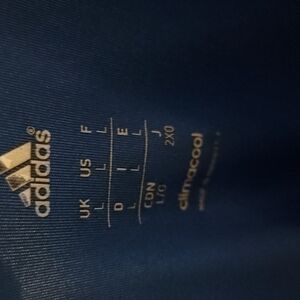 adidas®
UK US F
L L L
D I E
L L L
CDN J
L/G 2XO
climacool